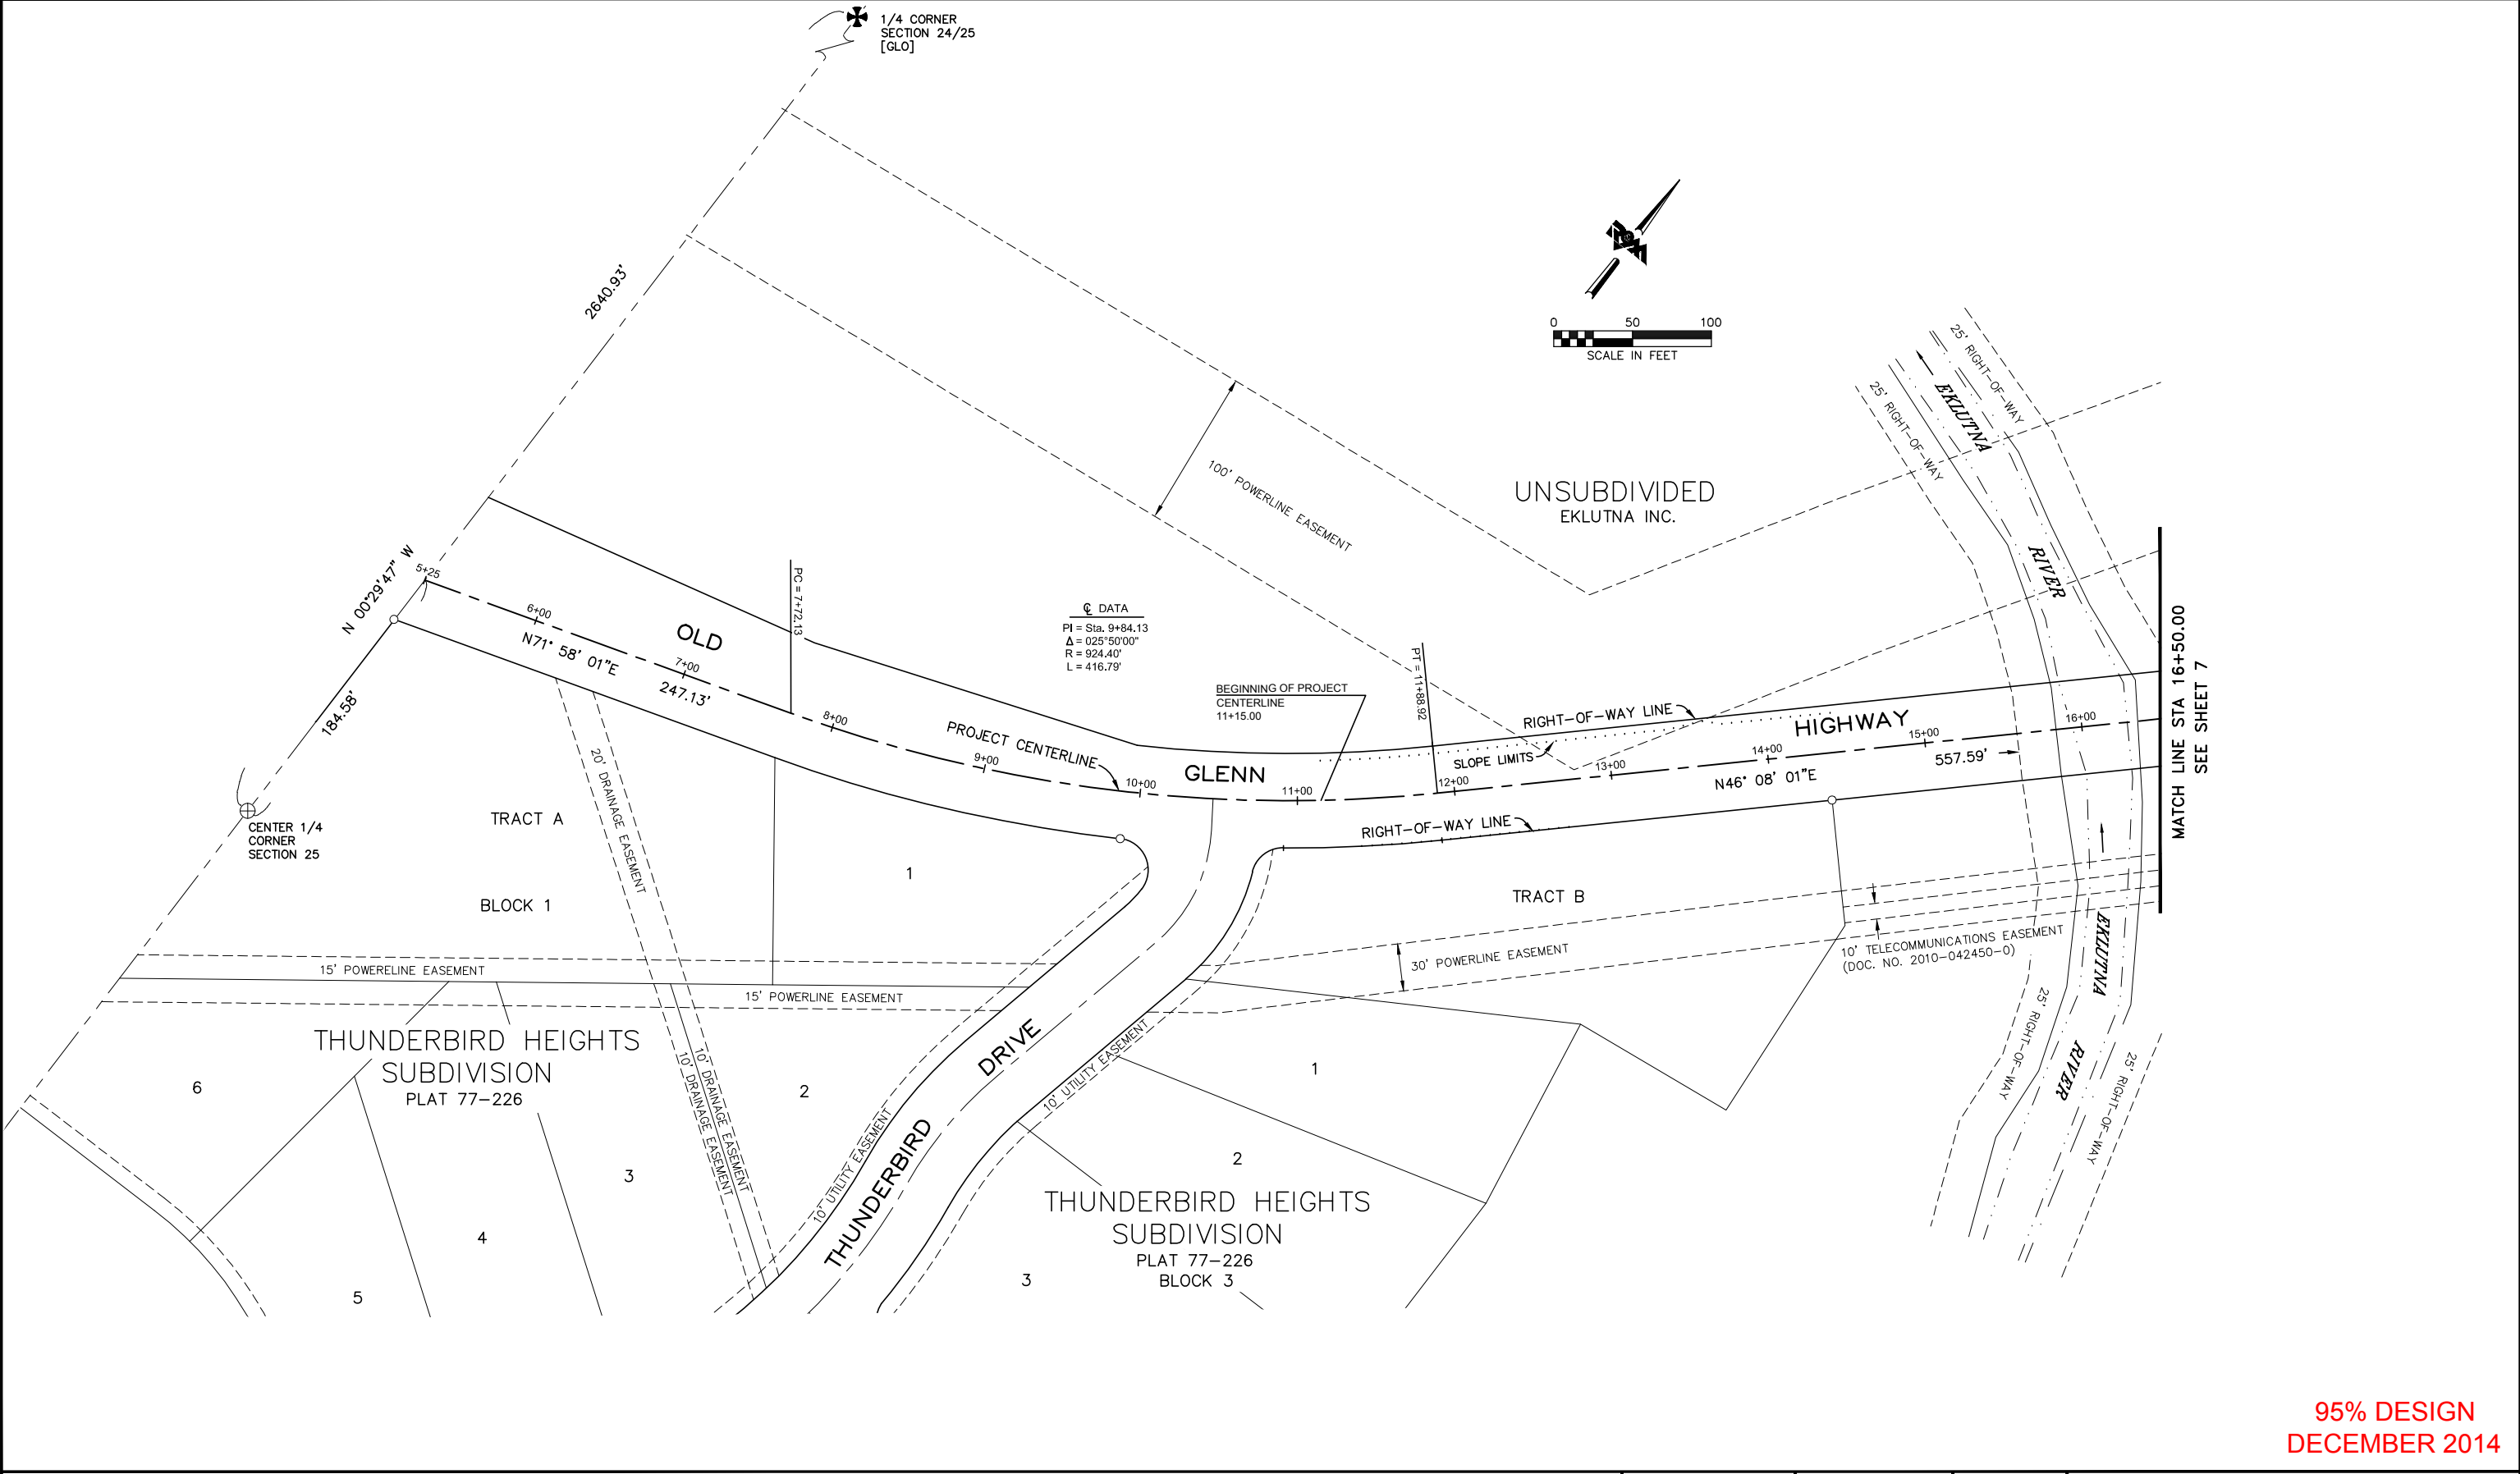 1/4 CORNER
SECTION 24/25
[GLO]
2640.93'
0 50 100
SCALE IN FEET
25' RIGHT-OF-WAY
25' RIGHT-OF-WAY
EKLUTNA
RIVER
100' POWERLINE EASEMENT
UNSUBDIVIDED
EKLUTNA INC.
N 00°29'47" W
5+25
6+00
N71° 58' 01"E
7+00
247.13'
OLD
PC = 7+72.13
8+00
℄ DATA
PI = Sta. 9+84.13
Δ = 025°50'00"
R = 924.40'
L = 416.79'
PROJECT CENTERLINE
9+00
10+00
GLENN
BEGINNING OF PROJECT
CENTERLINE
11+15.00
11+00
PT = 11+88.92
12+00
RIGHT-OF-WAY LINE
SLOPE LIMITS
13+00
HIGHWAY
14+00
N46° 08' 01"E
15+00
557.59'
16+00
MATCH LINE STA 16+50.00
SEE SHEET 7
184.58'
CENTER 1/4
CORNER
SECTION 25
TRACT A
BLOCK 1
20' DRAINAGE EASEMENT
1
RIGHT-OF-WAY LINE
TRACT B
30' POWERLINE EASEMENT
10' TELECOMMUNICATIONS EASEMENT
(DOC. NO. 2010-042450-0)
15' POWERELINE EASEMENT
15' POWERLINE EASEMENT
THUNDERBIRD HEIGHTS
SUBDIVISION
PLAT 77-226
6
10' DRAINAGE EASEMENT
10' DRAINAGE EASEMENT
2
3
4
5
10' UTILITY EASEMENT
THUNDERBIRD
DRIVE
10' UTILITY EASEMENT
1
2
THUNDERBIRD HEIGHTS
SUBDIVISION
PLAT 77-226
BLOCK 3
3
EKLUTNA
RIVER
25' RIGHT-OF-WAY
25' RIGHT-OF-WAY
95% DESIGN
DECEMBER 2014